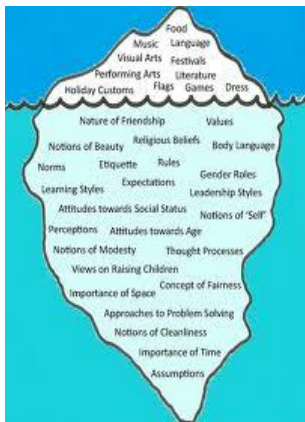 Food
Music Language
Visual Arts Festivals
Performing Arts Literature
Holiday Customs Flags Games Dress
Nature of Friendship Values
Notions of Beauty Religious Beliefs Body Language
Norms Etiquette Rules
Expectations Gender Roles
Learning Styles Leadership Styles
Attitudes towards Social Status Notions of 'Self'
Perceptions Attitudes towards Age
Notions of Modesty Thought Processes
Views on Raising Children
Importance of Space Concept of Fairness
Approaches to Problem Solving
Notions of Cleanliness
Importance of Time
Assumptions